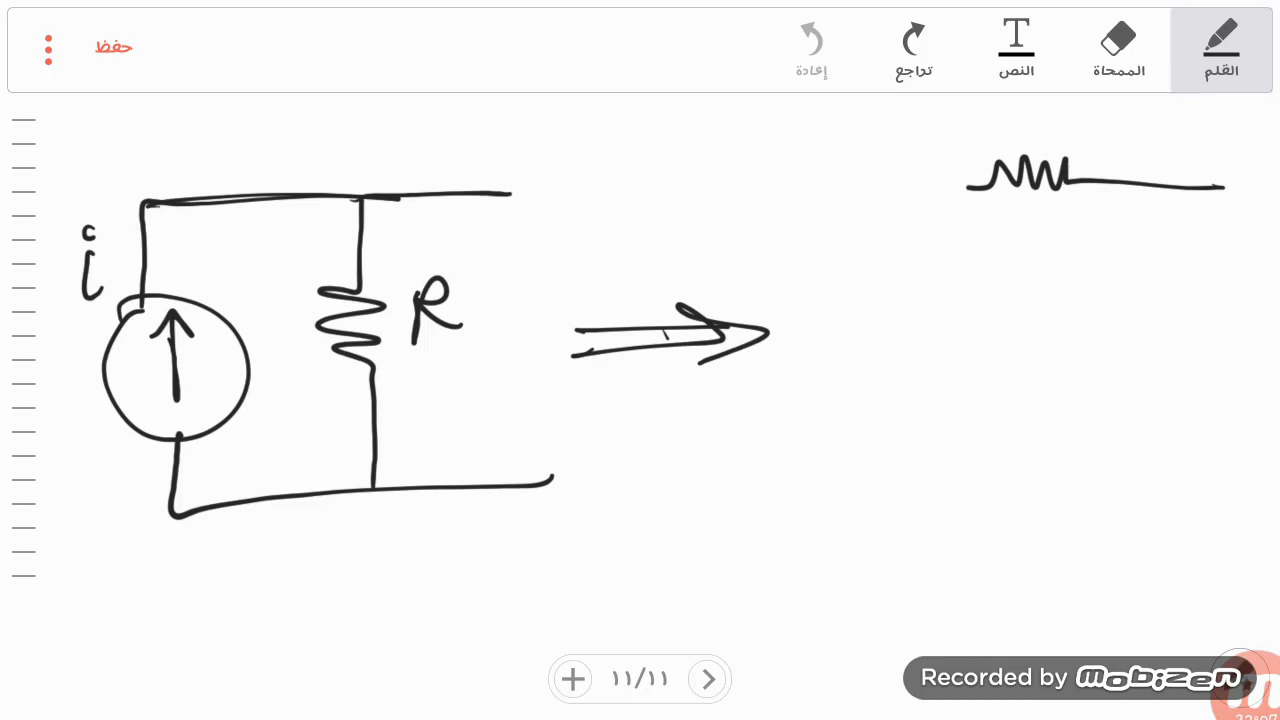 حفظ
إعادة
تراجع
النص
الممحاة
القلم
i
R
١١/١١
Recorded by mobizen